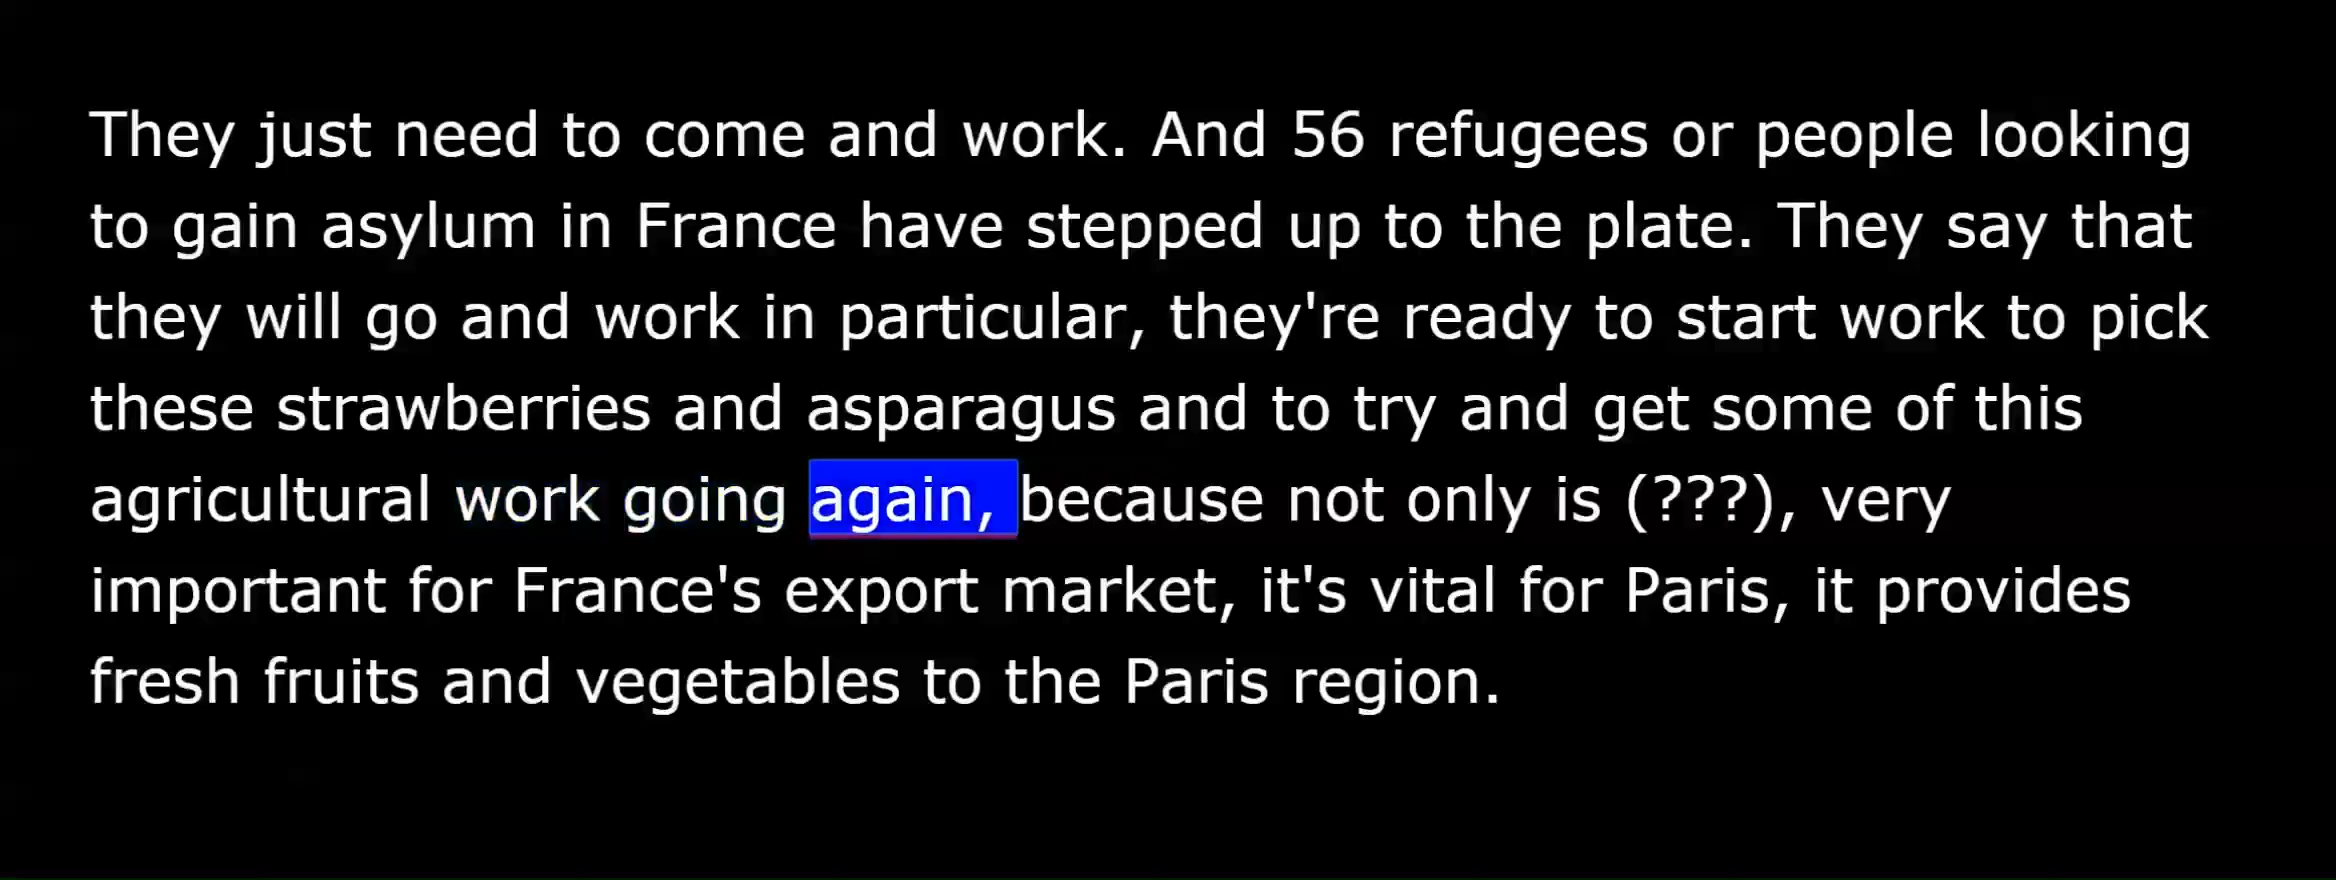 They just need to come and work. And 56 refugees or people looking
to gain asylum in France have stepped up to the plate. They say that
they will go and work in particular, they're ready to start work to pick
these strawberries and asparagus and to try and get some of this
agricultural work going again, because not only is (???), very
important for France's export market, it's vital for Paris, it provides
fresh fruits and vegetables to the Paris region.